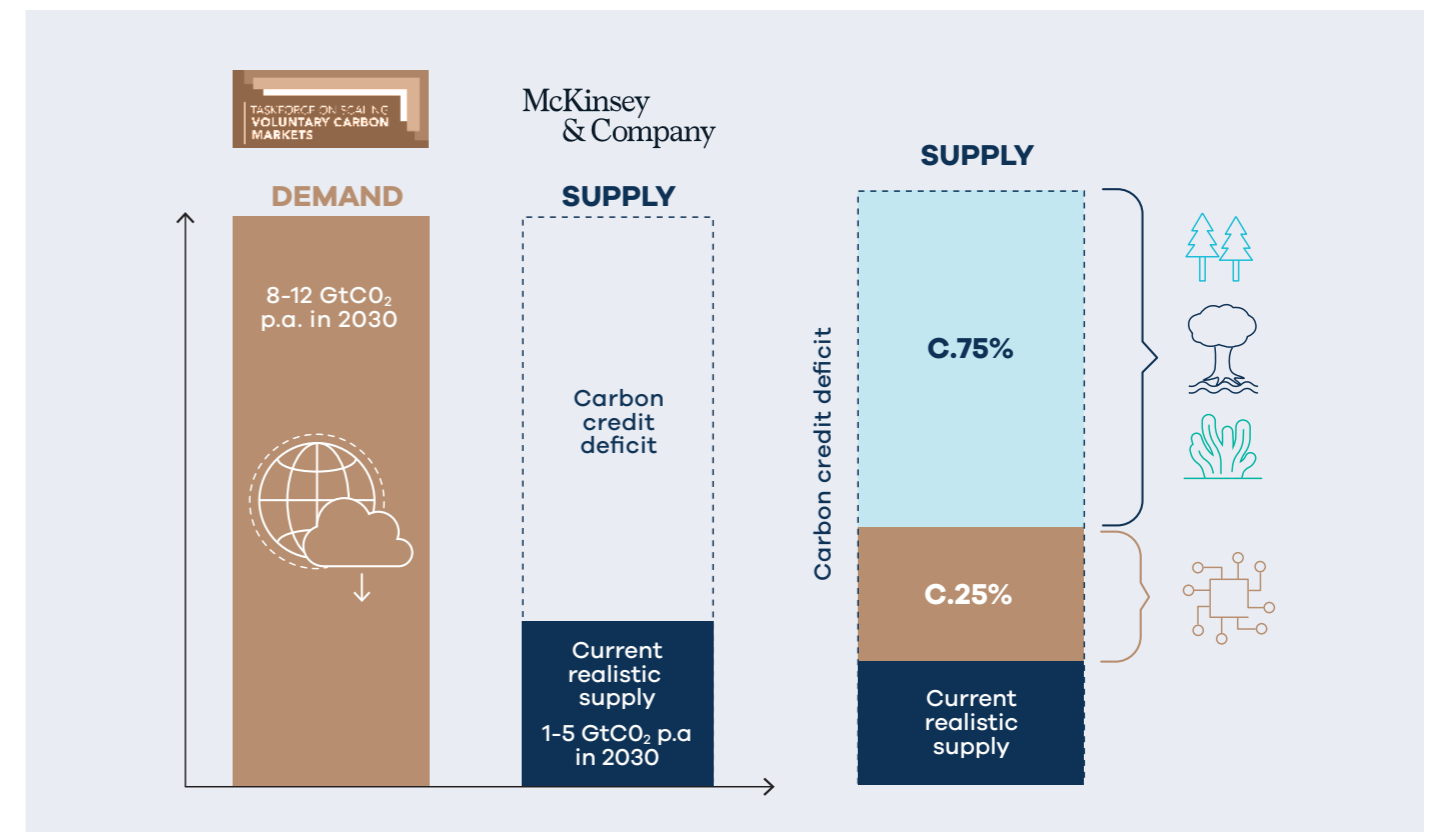 TASKFORCE ON SCALING
VOLUNTARY CARBON
MARKETS
McKinsey
& Company
DEMAND
8-12 GtC0₂
p.a. in 2030
SUPPLY
Carbon
credit
deficit
Current
realistic
supply
1-5 GtC0₂ p.a
in 2030
SUPPLY
Carbon credit deficit
C.75%
C.25%
Current
realistic
supply